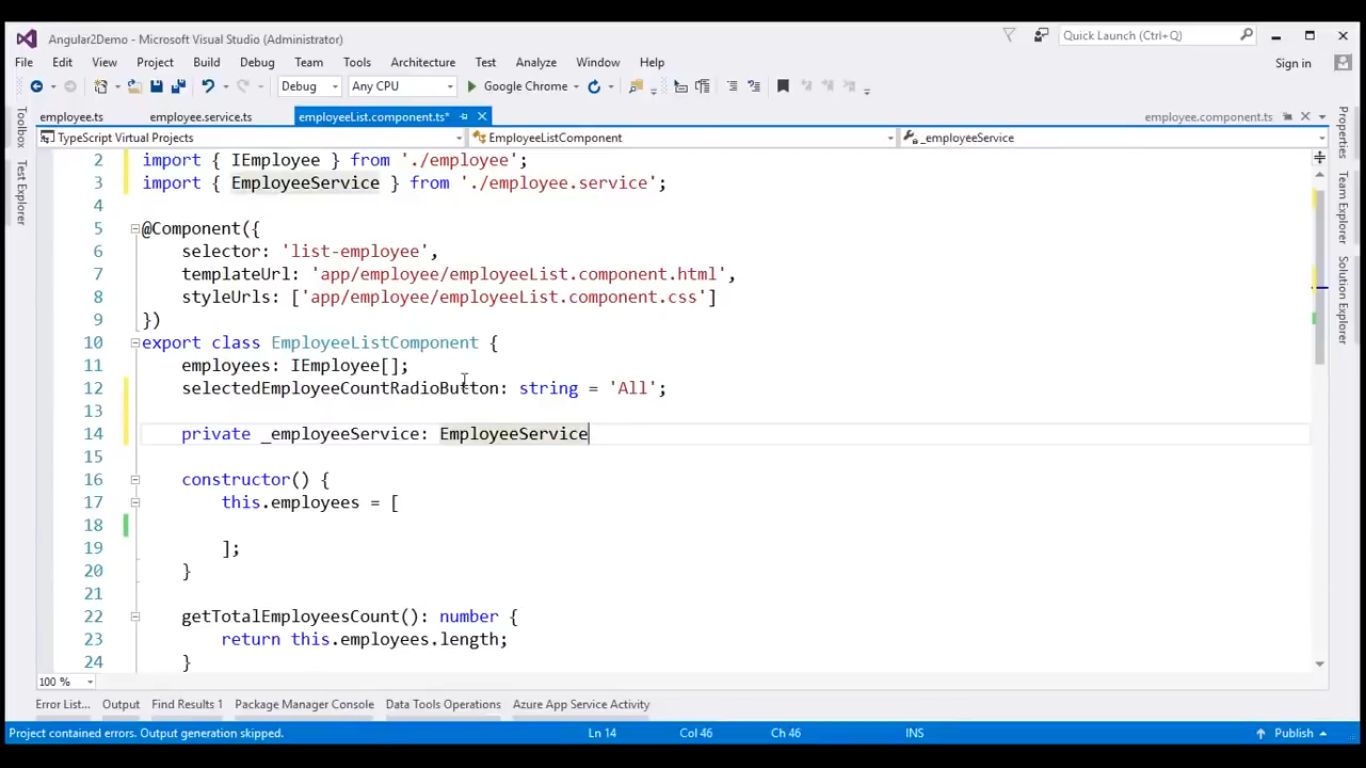 Angular2Demo - Microsoft Visual Studio (Administrator)
Quick Launch (Ctrl+Q)
File Edit View Project Build Debug Team Tools Architecture Test Analyze Window Help
Sign in
Debug Any CPU Google Chrome
employee.ts employee.service.ts employeeList.component.ts* employee.component.ts
TypeScript Virtual Projects EmployeeListComponent _employeeService
Toolbox
Test Explorer
Properties
Team Explorer
Solution Explorer
2 import { IEmployee } from './employee';
3 import { EmployeeService } from './employee.service';
4
5 @Component({
6 selector: 'list-employee',
7 templateUrl: 'app/employee/employeeList.component.html',
8 styleUrls: ['app/employee/employeeList.component.css']
9 })
10 export class EmployeeListComponent {
11 employees: IEmployee[];
12 selectedEmployeeCountRadioButton: string = 'All';
13
14 private _employeeService: EmployeeService
15
16 constructor() {
17 this.employees = [
18
19 ];
20 }
21
22 getTotalEmployeesCount(): number {
23 return this.employees.length;
24 }
100 %
Error List... Output Find Results 1 Package Manager Console Data Tools Operations Azure App Service Activity
Project contained errors. Output generation skipped. Ln 14 Col 46 Ch 46 INS Publish